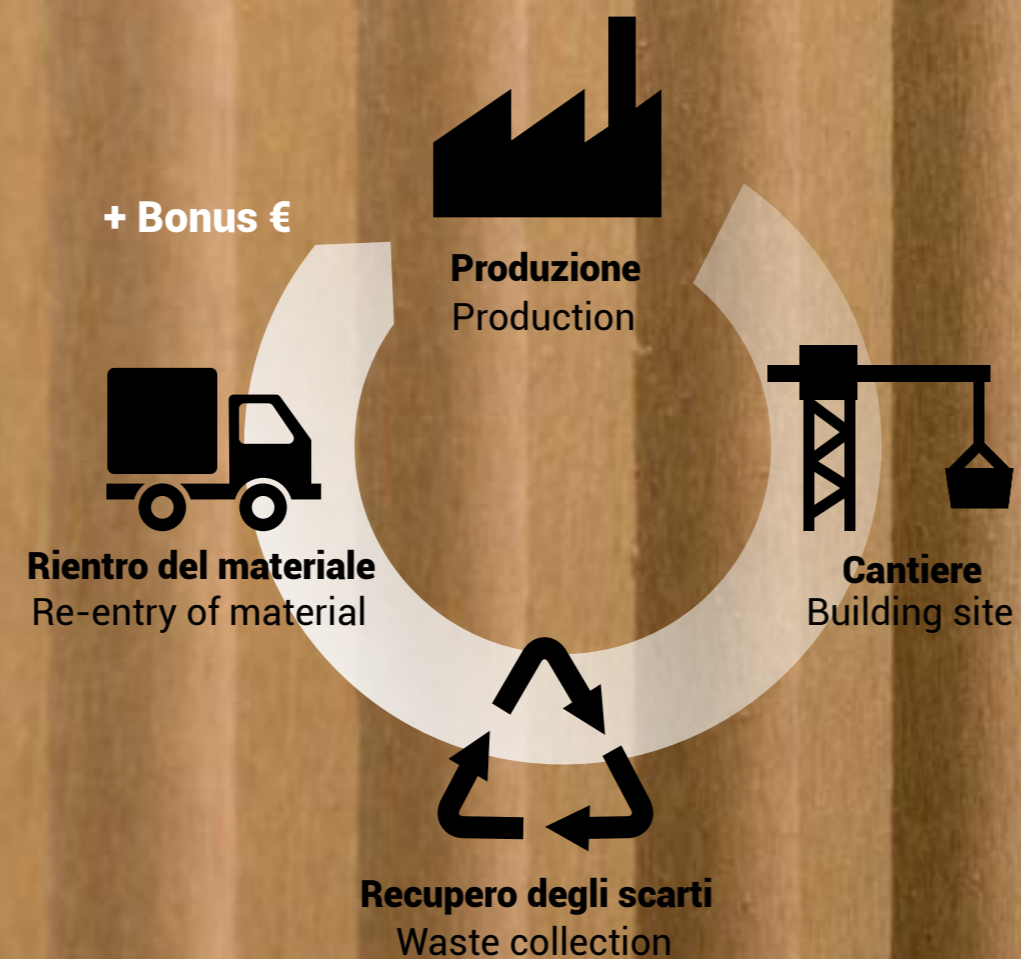 + Bonus €
Produzione
Production
Rientro del materiale
Re-entry of material
Cantiere
Building site
Recupero degli scarti
Waste collection